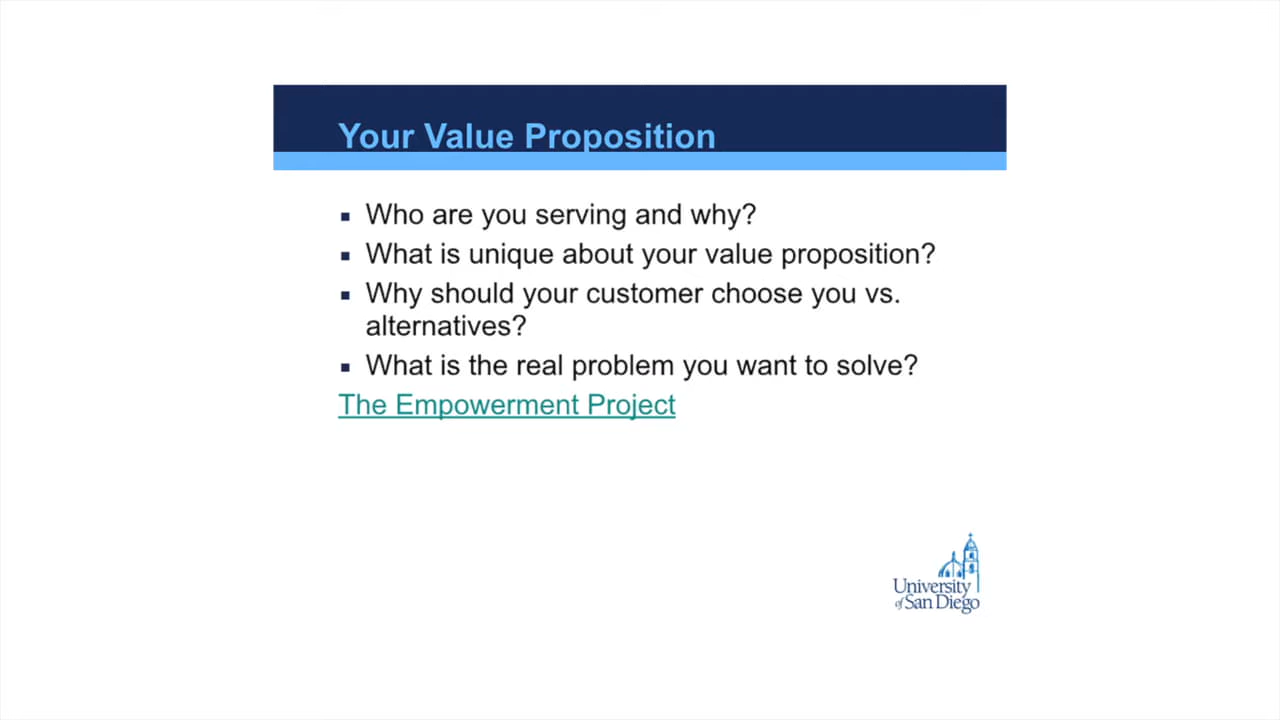 Your Value Proposition
▪ Who are you serving and why?
▪ What is unique about your value proposition?
▪ Why should your customer choose you vs.
alternatives?
▪ What is the real problem you want to solve?
The Empowerment Project
University
of San Diego